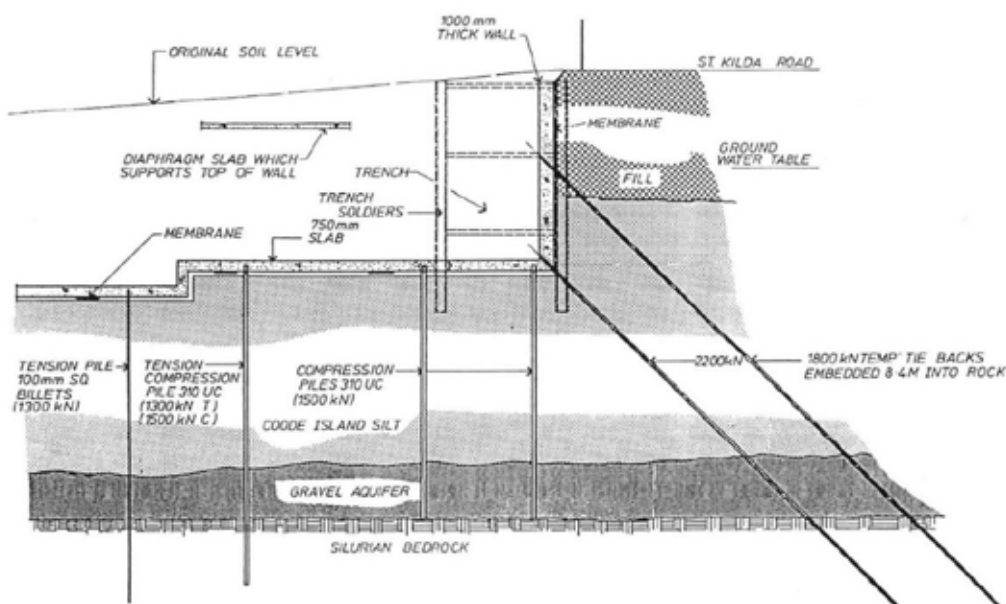 1000 mm
THICK WALL
ORIGINAL SOIL LEVEL
ST. KILDA ROAD
MEMBRANE
DIAPHRAGM SLAB WHICH
SUPPORTS TOP OF WALL
GROUND
WATER TABLE
TRENCH
FILL
TRENCH
SOLDIERS
750mm
SLAB
MEMBRANE
TENSION PILE
100mm SQ.
BILLETS
(1300 kN)
TENSION
COMPRESSION
PILE 310 UC
(1300kN T)
(1500 kN C)
COMPRESSION
PILES 310 UC
(1500 kN)
2200kN
1800 kN TEMP' TIE BACKS
EMBEDDED 8·4M INTO ROCK
COODE ISLAND SILT
GRAVEL AQUIFER
SILURIAN BEDROCK